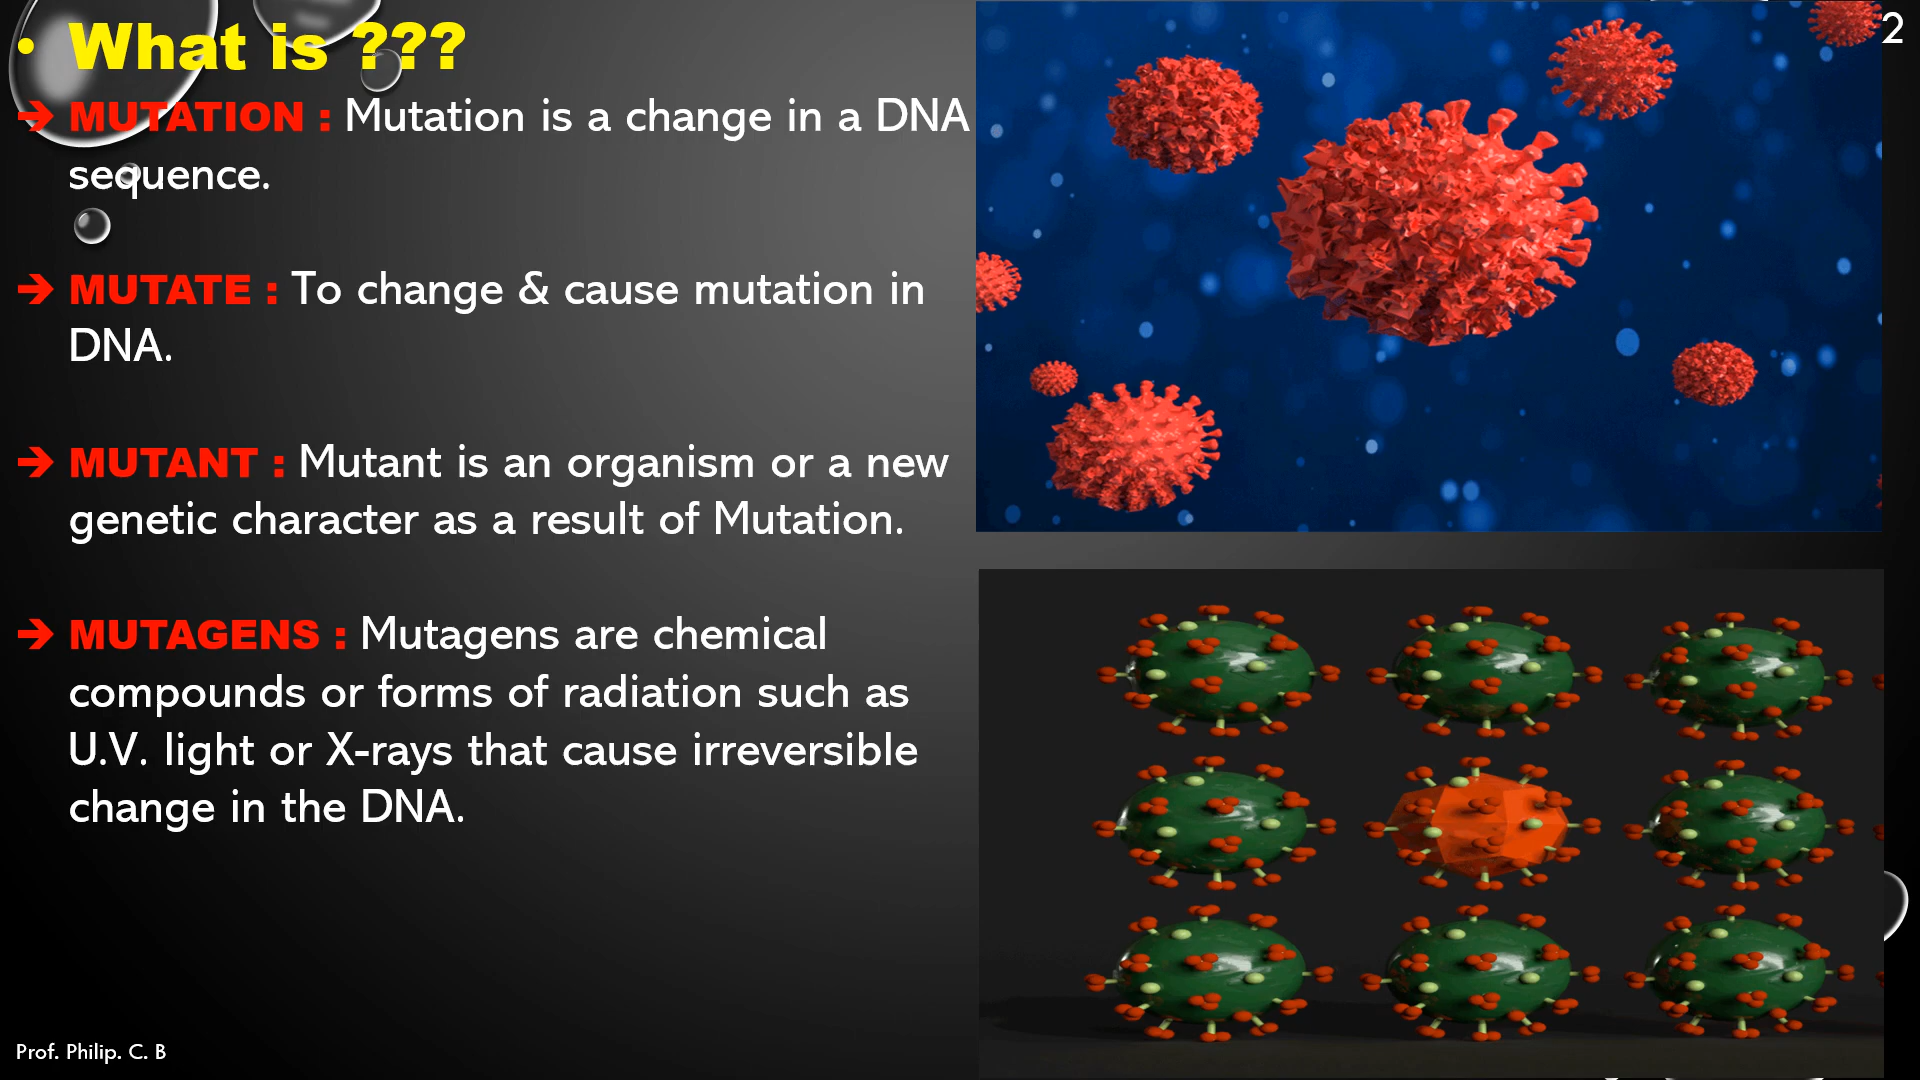 • What is ???
2
➔ MUTATION : Mutation is a change in a DNA
sequence.
➔ MUTATE : To change & cause mutation in
DNA.
➔ MUTANT : Mutant is an organism or a new
genetic character as a result of Mutation.
➔ MUTAGENS : Mutagens are chemical
compounds or forms of radiation such as
U.V. light or X-rays that cause irreversible
change in the DNA.
Prof. Philip. C. B